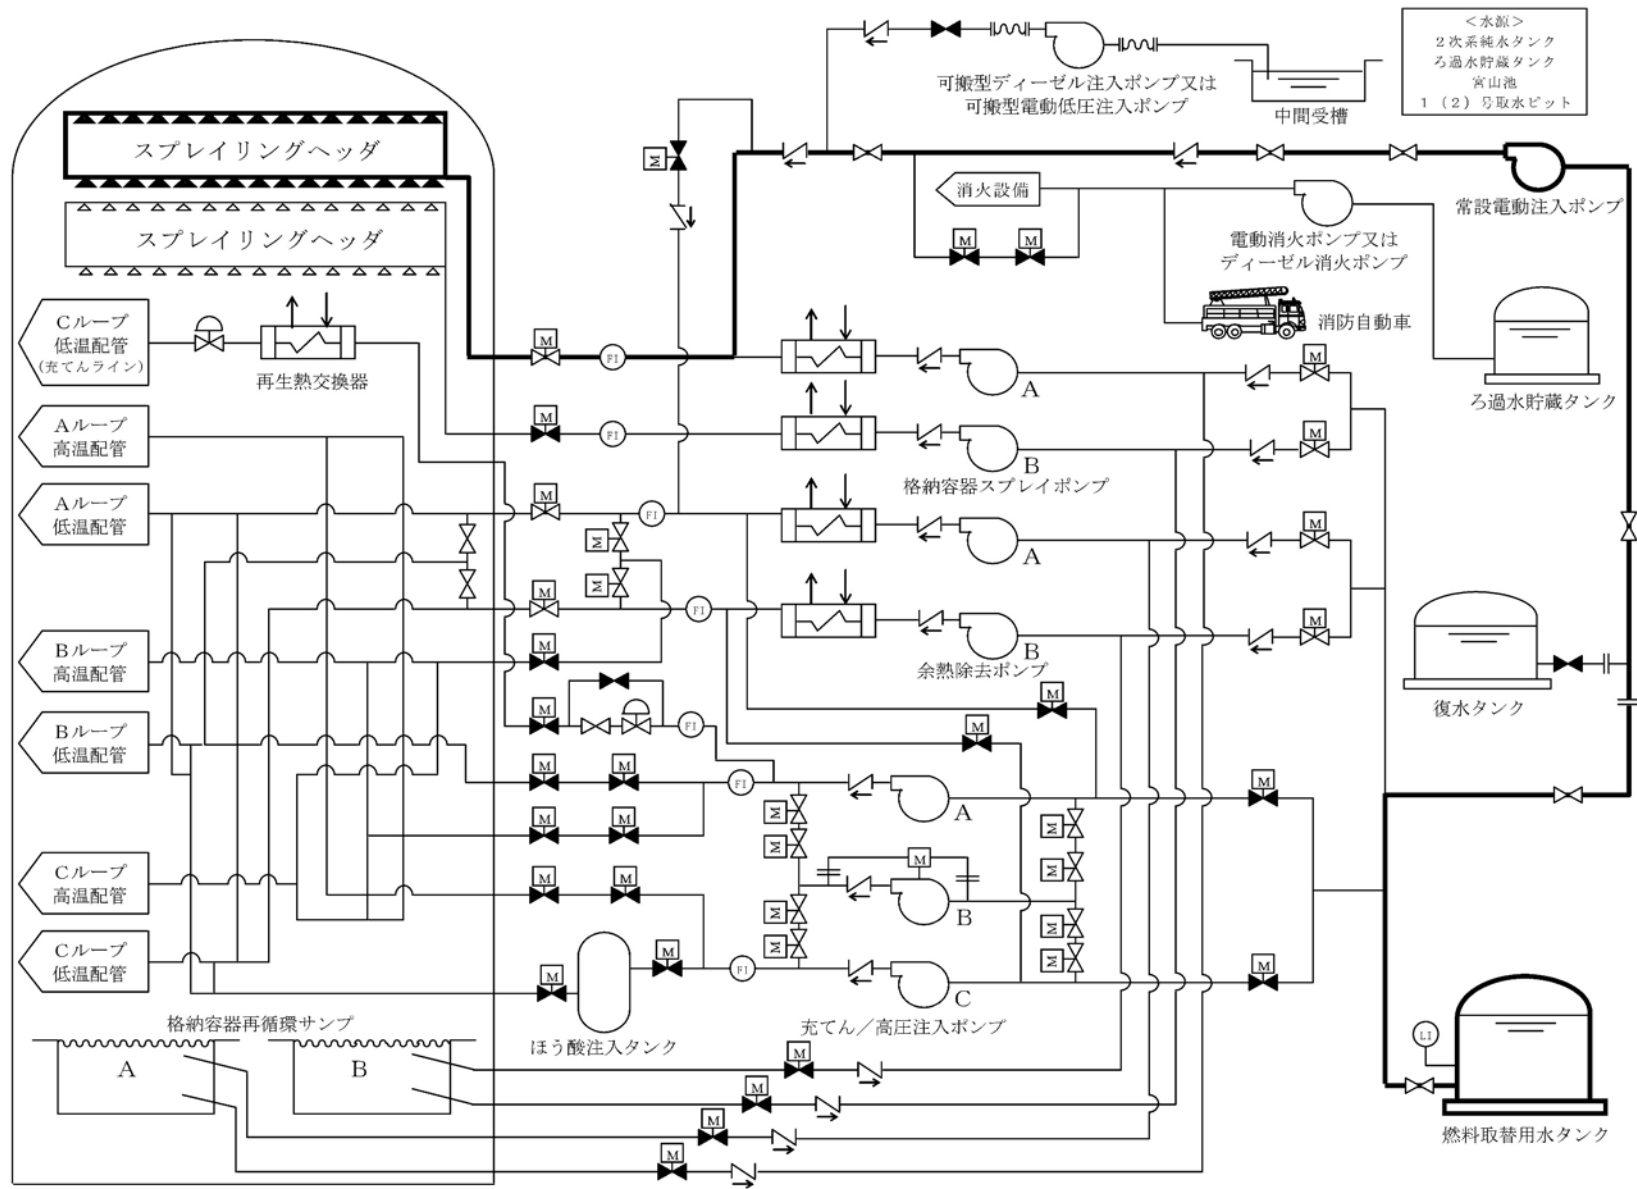 <水源>
2次系純水タンク
ろ過水貯蔵タンク
宮山池
1(2)号取水ピット
可搬型ディーゼル注入ポンプ又は
可搬型電動低圧注入ポンプ
中間受槽
スプレイリングヘッダ
M
消火設備
常設電動注入ポンプ
スプレイリングヘッダ
M
M
電動消火ポンプ又は
ディーゼル消火ポンプ
消防自動車
ろ過水貯蔵タンク
Cループ
低温配管
(充てんライン)
再生熱交換器
M
FI
A
M
Aループ
高温配管
M
FI
B
M
格納容器スプレイポンプ
Aループ
低温配管
M
FI
M
A
M
M
M
FI
B
M
余熱除去ポンプ
Bループ
高温配管
M
復水タンク
M
M
Bループ
低温配管
M
FI
M
M
FI
M
M
A
M
M
M
M
M
M
M
B
Cループ
高温配管
M
M
M
M
M
M
Cループ
低温配管
M
M
FI
C
M
ほう酸注入タンク
充てん/高圧注入ポンプ
LI
燃料取替用水タンク
格納容器再循環サンプ
A
B
M
M
M
M